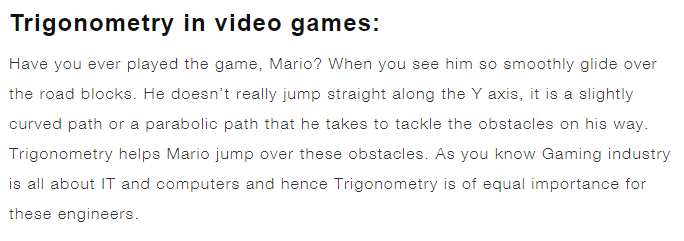 Trigonometry in video games:
Have you ever played the game, Mario? When you see him so smoothly glide over
the road blocks. He doesn't really jump straight along the Y axis, it is a slightly
curved path or a parabolic path that he takes to tackle the obstacles on his way.
Trigonometry helps Mario jump over these obstacles. As you know Gaming industry
is all about IT and computers and hence Trigonometry is of equal importance for
these engineers.